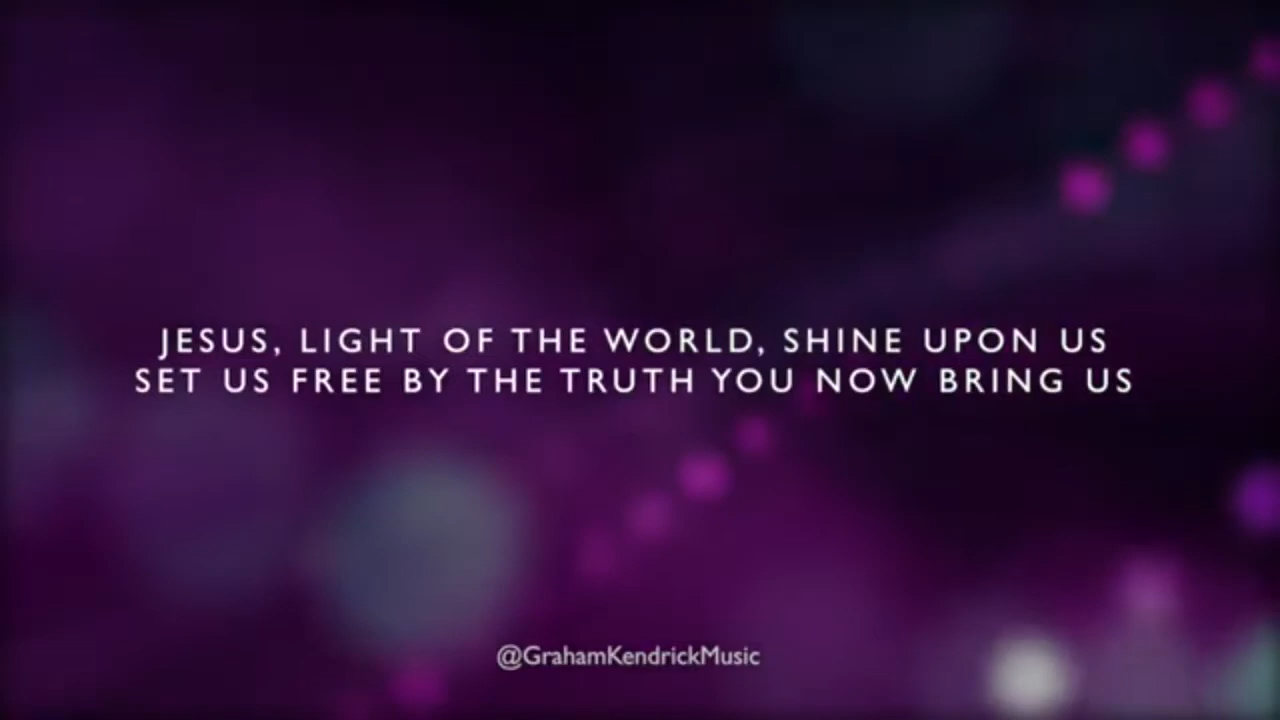 JESUS, LIGHT OF THE WORLD, SHINE UPON US
SET US FREE BY THE TRUTH YOU NOW BRING US
@GrahamKendrickMusic